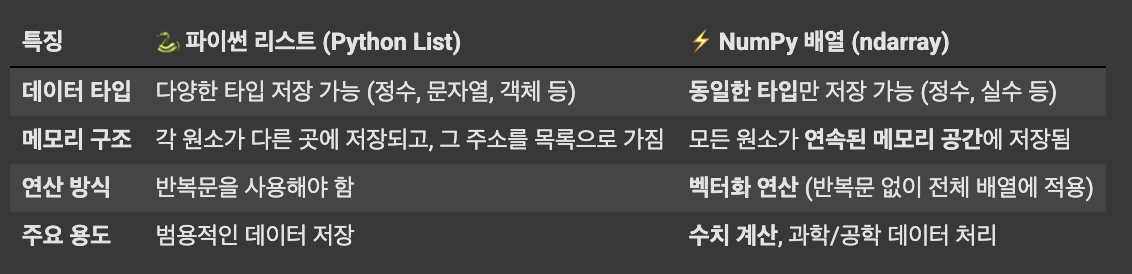 특징 🐍 파이썬 리스트 (Python List) ⚡ NumPy 배열 (ndarray)
데이터 타입 다양한 타입 저장 가능 (정수, 문자열, 객체 등) 동일한 타입만 저장 가능 (정수, 실수 등)
메모리 구조 각 원소가 다른 곳에 저장되고, 그 주소를 목록으로 가짐 모든 원소가 연속된 메모리 공간에 저장됨
연산 방식 반복문을 사용해야 함 벡터화 연산 (반복문 없이 전체 배열에 적용)
주요 용도 범용적인 데이터 저장 수치 계산, 과학/공학 데이터 처리